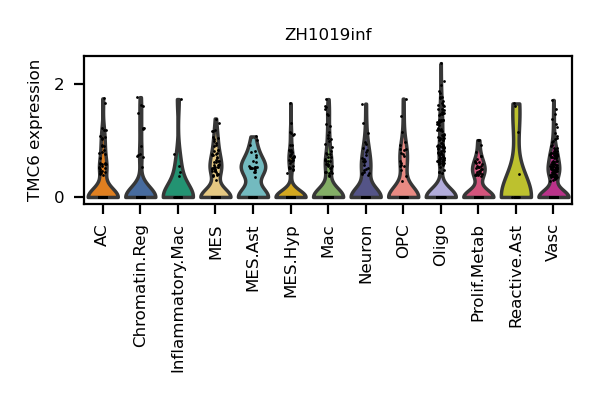 ZH1019inf
TMC6 expression
2
0
AC
Chromatin.Reg
Inflammatory.Mac
MES
MES.Ast
MES.Hyp
Mac
Neuron
OPC
Oligo
Prolif.Metab
Reactive.Ast
Vasc